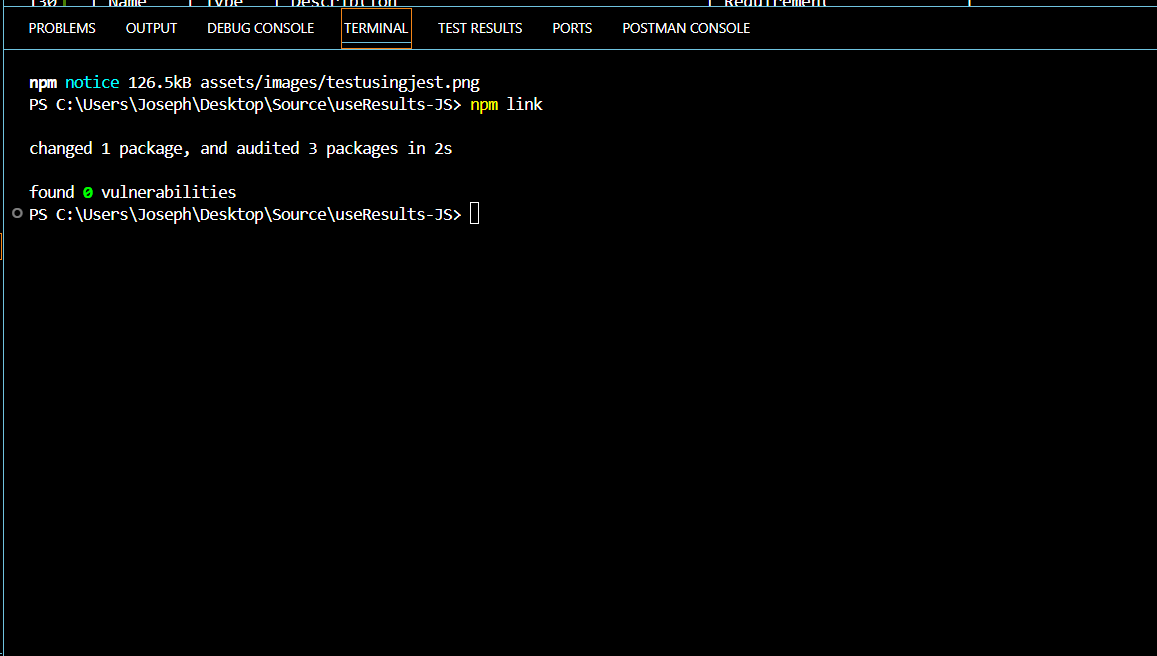 130 | Name | Type | Description | Requirement |
PROBLEMS OUTPUT DEBUG CONSOLE TERMINAL TEST RESULTS PORTS POSTMAN CONSOLE
npm notice 126.5kB assets/images/testusingjest.png
PS C:\Users\Joseph\Desktop\Source\useResults-JS> npm link
changed 1 package, and audited 3 packages in 2s
found 0 vulnerabilities
PS C:\Users\Joseph\Desktop\Source\useResults-JS>